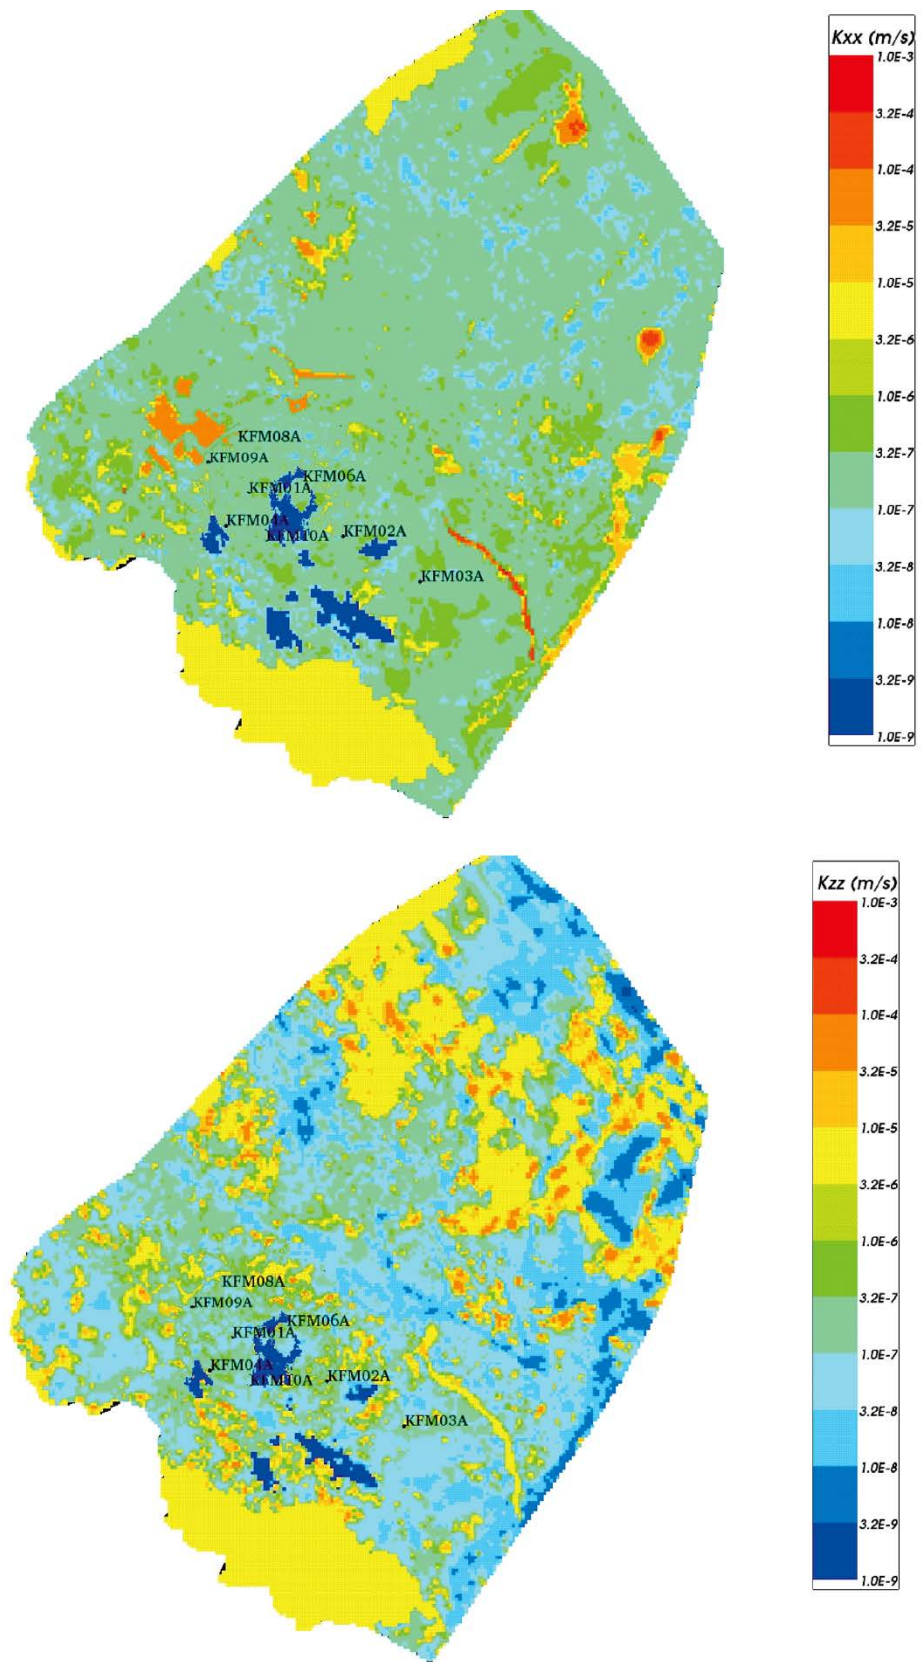 Kxx (m/s)
1.0E-3
3.2E-4
1.0E-4
3.2E-5
1.0E-5
3.2E-6
1.0E-6
3.2E-7
1.0E-7
3.2E-8
1.0E-8
3.2E-9
1.0E-9
KFM08A
KFM09A
KFM06A
KFM01A
KFM04A
KFM10A
KFM02A
KFM03A
Kzz (m/s)
1.0E-3
3.2E-4
1.0E-4
3.2E-5
1.0E-5
3.2E-6
1.0E-6
3.2E-7
1.0E-7
3.2E-8
1.0E-8
3.2E-9
1.0E-9
KFM08A
KFM09A
KFM06A
KFM01A
KFM04A
KFM10A
KFM02A
KFM03A